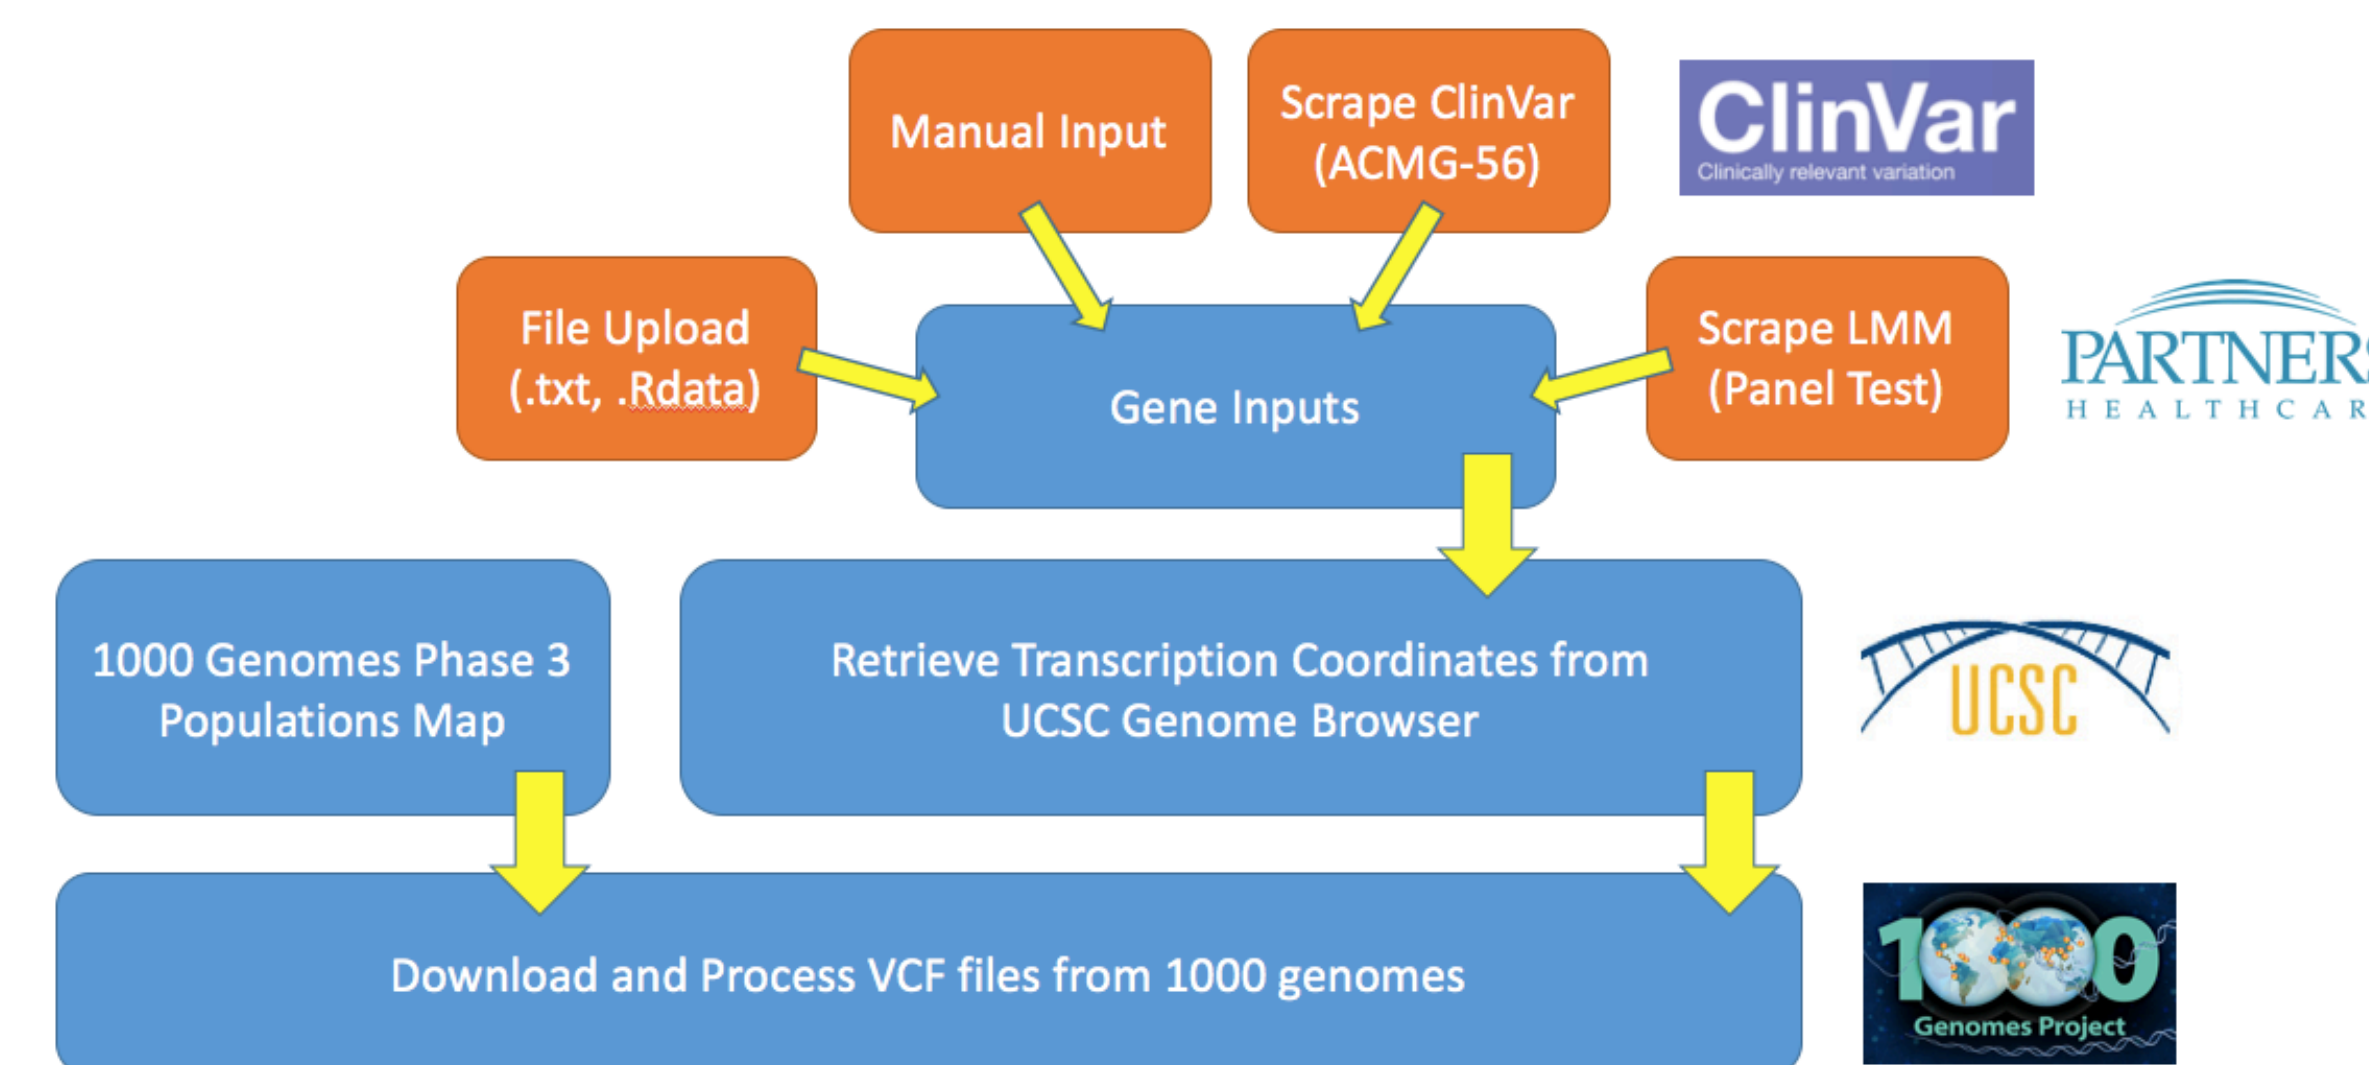 Manual Input
Scrape ClinVar
(ACMG-56)
ClinVar
Clinically relevant variation
File Upload
(.txt, .Rdata)
Gene Inputs
Scrape LMM
(Panel Test)
PARTNERS
HEALTHCAR
1000 Genomes Phase 3
Populations Map
Retrieve Transcription Coordinates from
UCSC Genome Browser
UCSC
Download and Process VCF files from 1000 genomes
1000
Genomes Project